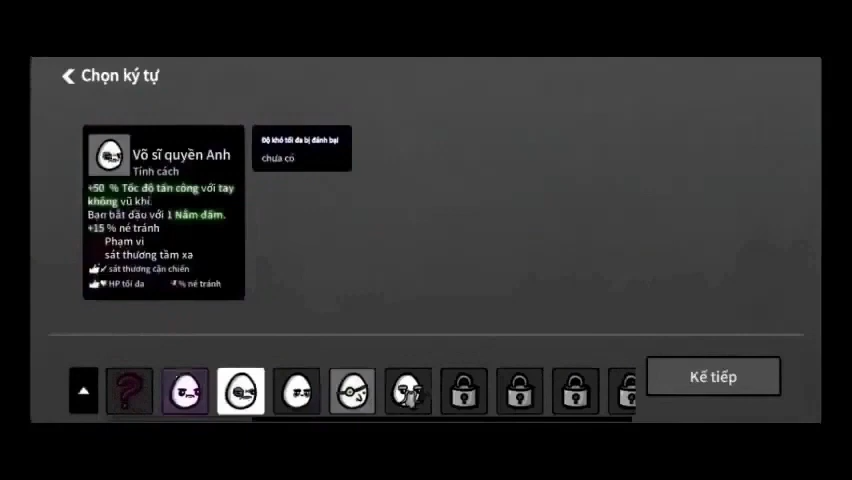 Chọn ký tự
Võ sĩ quyền Anh
Tính cách
+50 % Tốc độ tấn công với tay
không vũ khí.
Bạn bắt đầu với 1 Nắm đấm.
+15 % né tránh
Phạm vi
sát thương tầm xa
sát thương cận chiến
HP tối đa
% né tránh
Độ khó tối đa bị đánh bại
chưa có
Kế tiếp